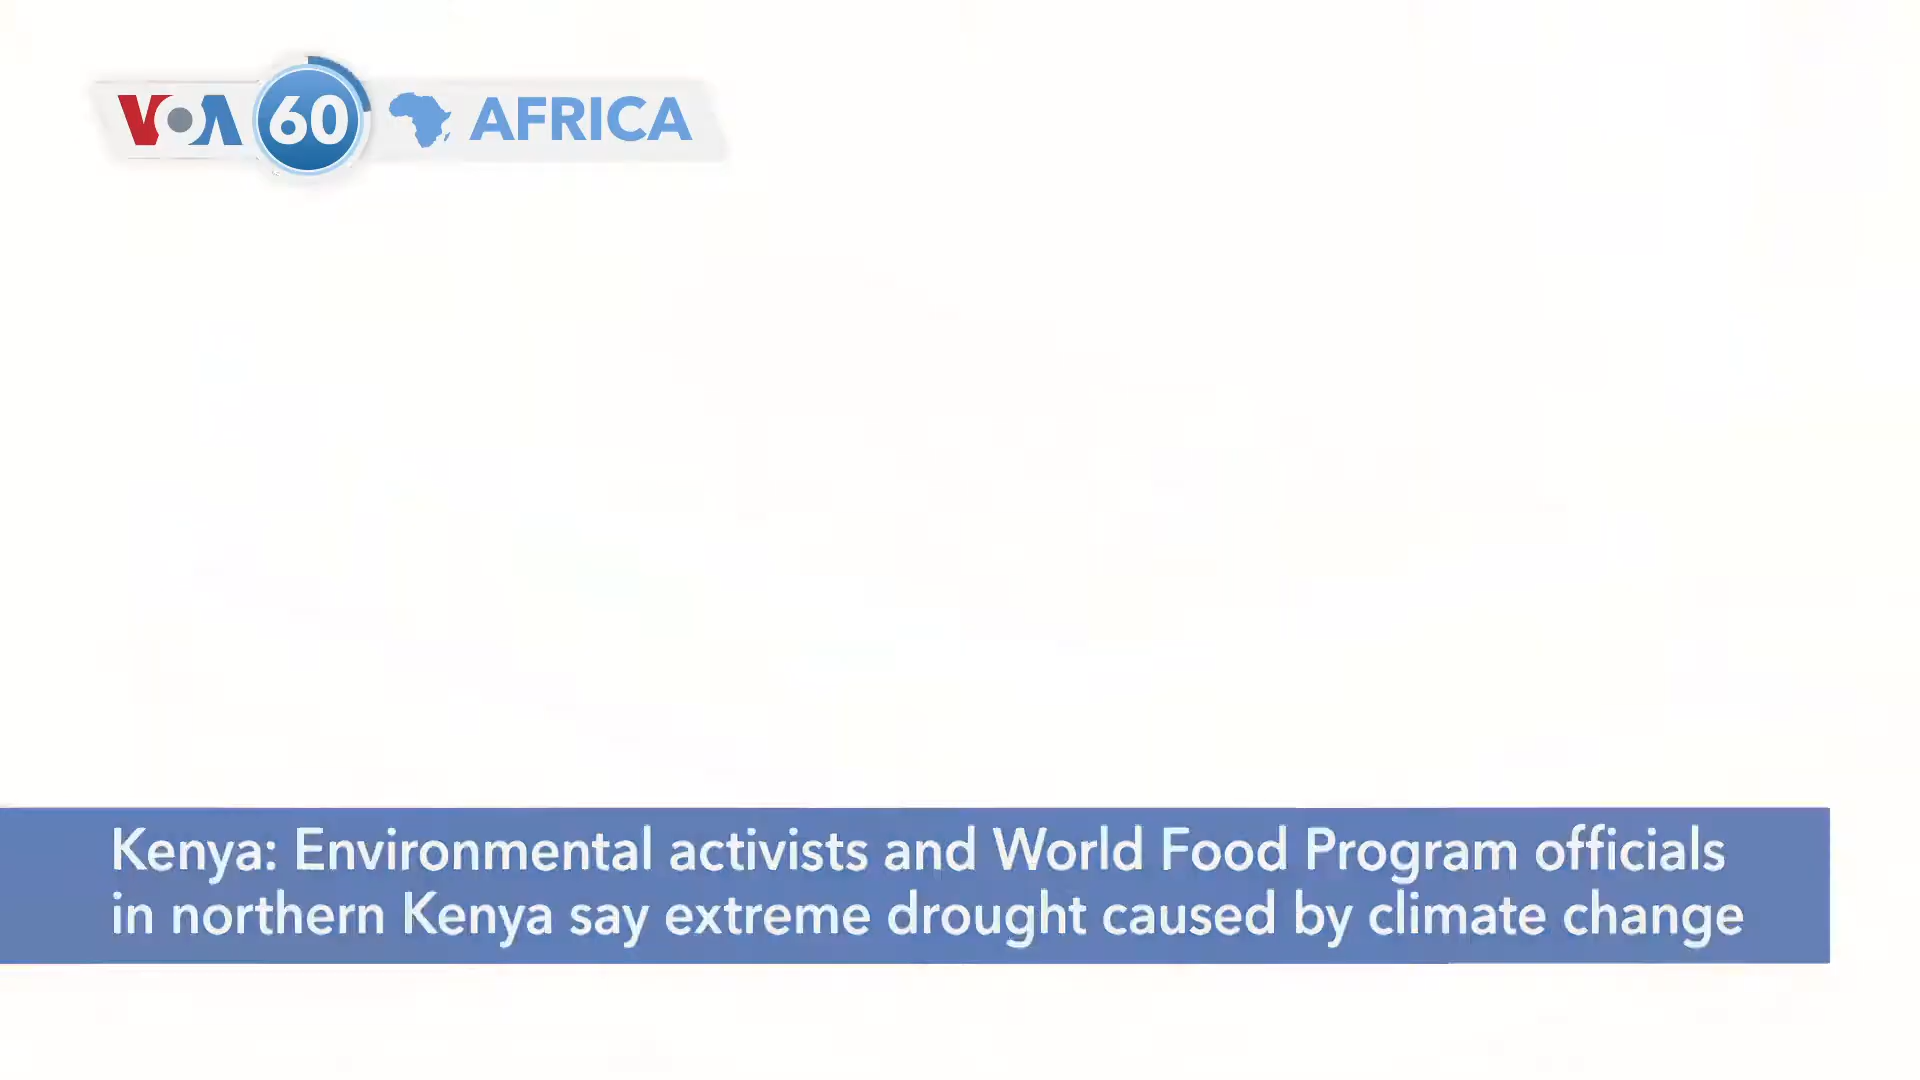 VOA 60 AFRICA
Kenya: Environmental activists and World Food Program officials
in northern Kenya say extreme drought caused by climate change